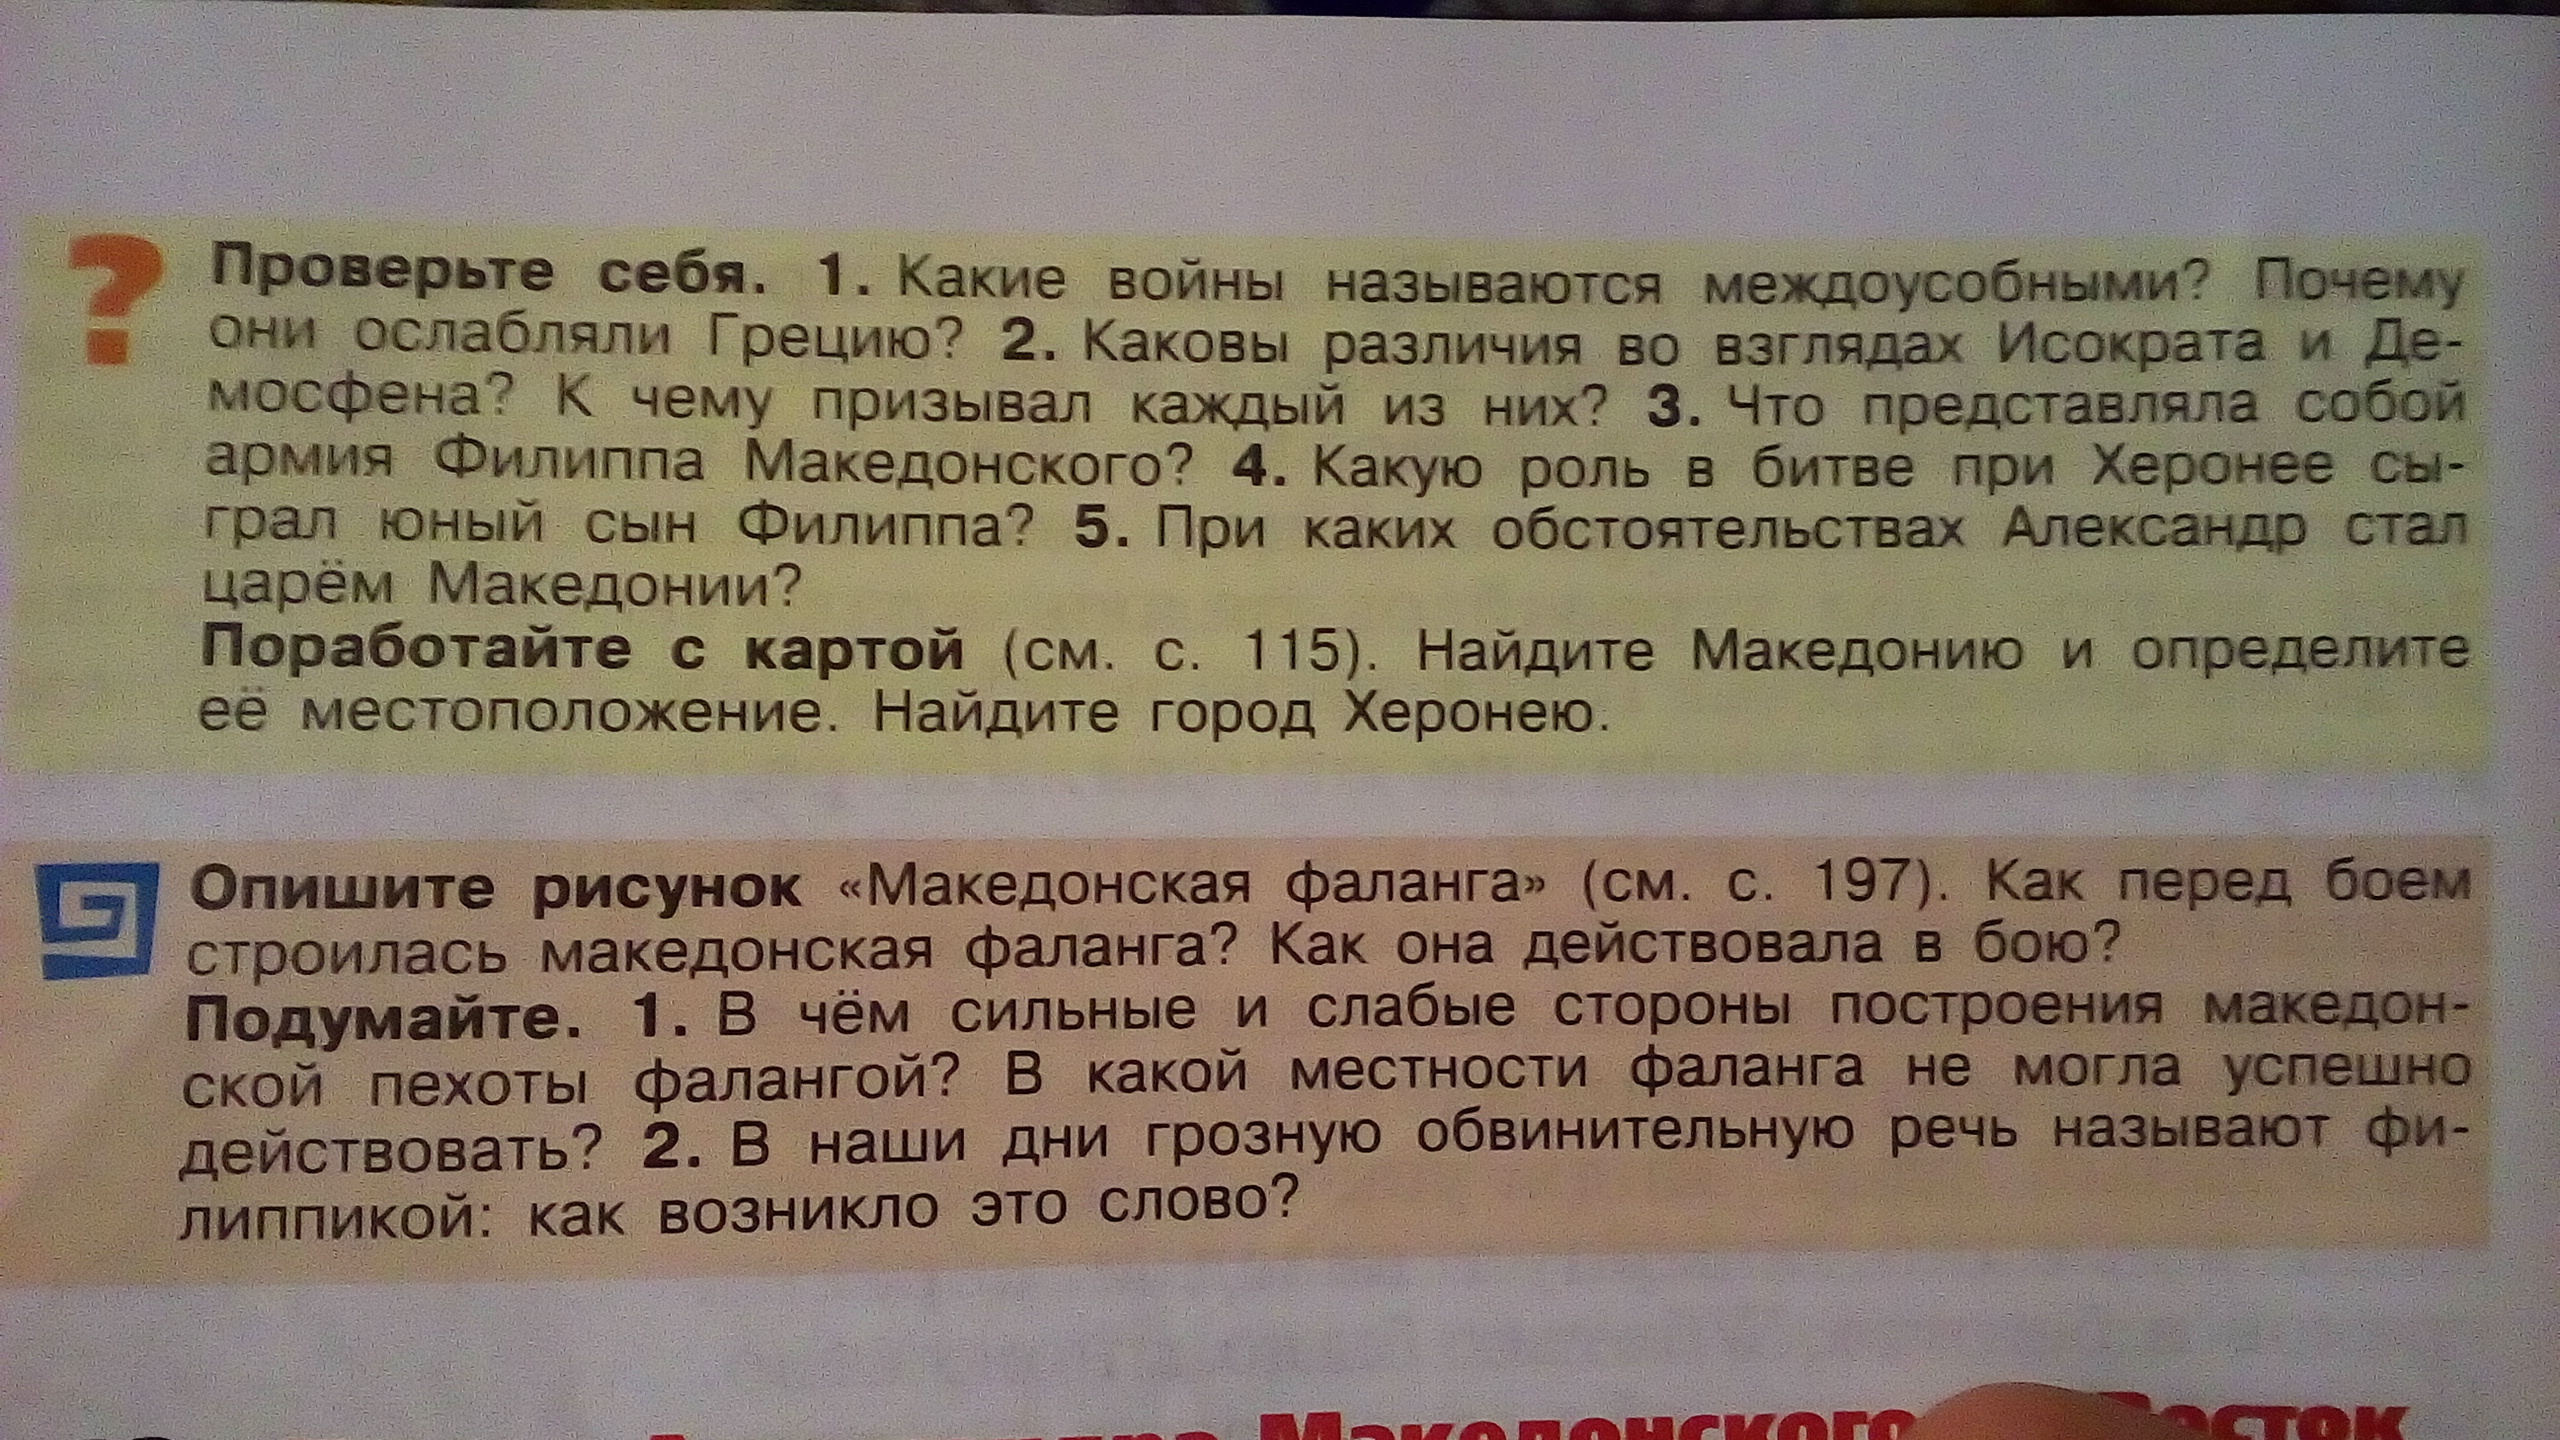 ? Проверьте себя. 1. Какие войны называются междоусобными? Почему
они ослабляли Грецию? 2. Каковы различия во взглядах Исократа и Де-
мосфена? К чему призывал каждый из них? 3. Что представляла собой
армия Филиппа Македонского? 4. Какую роль в битве при Херонее сы-
грал юный сын Филиппа? 5. При каких обстоятельствах Александр стал
царём Македонии?
Поработайте с картой (см. с. 115). Найдите Македонию и определите
её местоположение. Найдите город Херонею.
Опишите рисунок «Македонская фаланга» (см. с. 197). Как перед боем
строилась македонская фаланга? Как она действовала в бою?
Подумайте. 1. В чём сильные и слабые стороны построения македон-
ской пехоты фалангой? В какой местности фаланга не могла успешно
действовать? 2. В наши дни грозную обвинительную речь называют фи-
липпикой: как возникло это слово?
Македонского